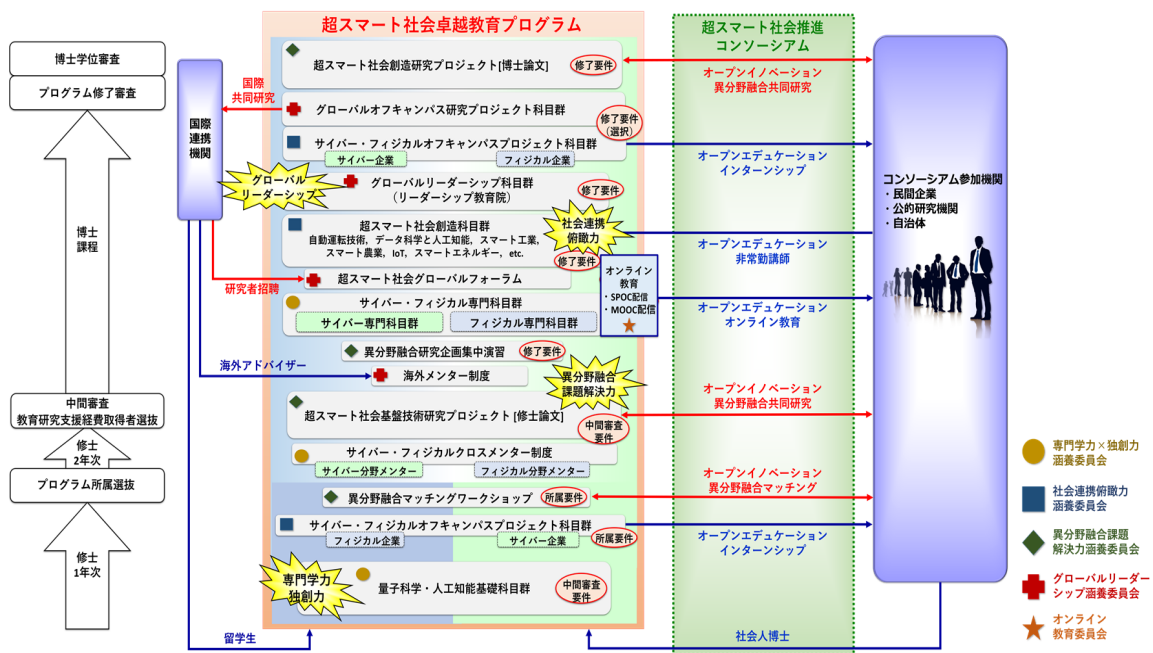 超スマート社会卓越教育プログラム
超スマート社会推進
コンソーシアム
博士学位審査
プログラム修了審査
博士
課程
中間審査
教育研究支援経費取得者選抜
修士
2年次
プログラム所属選抜
修士
1年次
国際
連携
機関
国際
共同研究
研究者招聘
海外アドバイザー
留学生
超スマート社会創造研究プロジェクト[博士論文]
修了要件
グローバルオフキャンパス研究プロジェクト科目群
修了要件
(選択)
サイバー・フィジカルオフキャンパスプロジェクト科目群
サイバー企業
フィジカル企業
グローバル
リーダーシップ
グローバルリーダーシップ科目群
(リーダーシップ教育院)
修了要件
超スマート社会創造科目群
自動運転技術，データ科学と人工知能，スマート工業，
スマート農業，IoT，スマートエネルギー，etc.
社会連携
俯瞰力
修了要件
超スマート社会グローバルフォーラム
オンライン
教育
・SPOC配信
・MOOC配信
サイバー・フィジカル専門科目群
サイバー専門科目群
フィジカル専門科目群
異分野融合研究企画集中演習
修了要件
海外メンター制度
異分野融合
課題解決力
超スマート社会基盤技術研究プロジェクト [修士論文]
中間審査
要件
サイバー・フィジカルクロスメンター制度
サイバー分野メンター
フィジカル分野メンター
異分野融合マッチングワークショップ
所属要件
サイバー・フィジカルオフキャンパスプロジェクト科目群
フィジカル企業
サイバー企業
所属要件
専門学力
独創力
量子科学・人工知能基礎科目群
中間審査
要件
オープンイノベーション
異分野融合共同研究
オープンエデュケーション
インターンシップ
オープンエデュケーション
非常勤講師
オープンエデュケーション
オンライン教育
オープンイノベーション
異分野融合共同研究
オープンイノベーション
異分野融合マッチング
オープンエデュケーション
インターンシップ
社会人博士
コンソーシアム参加機関
・民間企業
・公的研究機関
・自治体
専門学力×独創力
涵養委員会
社会連携俯瞰力
涵養委員会
異分野融合課題
解決力涵養委員会
グローバルリーダー
シップ涵養委員会
オンライン
教育委員会